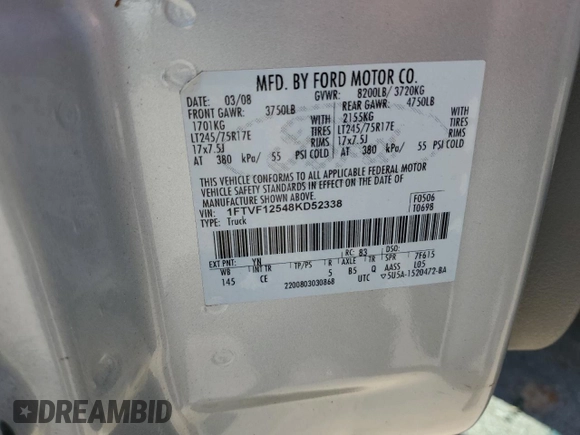 MFD. BY FORD MOTOR CO.
DATE: 03/08 GVWR: 8200LB/ 3720KG
FRONT GAWR: 3750LB REAR GAWR: 4750LB
1701KG WITH 2155KG WITH
LT245/75R17E TIRES LT245/75R17E TIRES
17x7.5J RIMS 17x7.5J RIMS
AT 380 kPa/ 55 PSI COLD AT 380 kPa/ 55 PSI COLD
THIS VEHICLE CONFORMS TO ALL APPLICABLE FEDERAL MOTOR
VEHICLE SAFETY STANDARDS IN EFFECT ON THE DATE OF
MANUFACTURE SHOWN ABOVE.
VIN: 1FTVF12548KD52338 F0506
TYPE: Truck T0698
EXT PNT: YN RC: 83 DSO:
WB INT TR TP/PS R AXLE TR SPR 7F615
145 CE 5 B5 Q AASS L05
2200803030868 UTC ▽5U5A-1520472-BA
DREAMBID